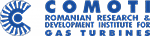 COMOTI
ROMANIAN RESEARCH &
DEVELOPMENT INSTITUTE FOR
GAS TURBINES